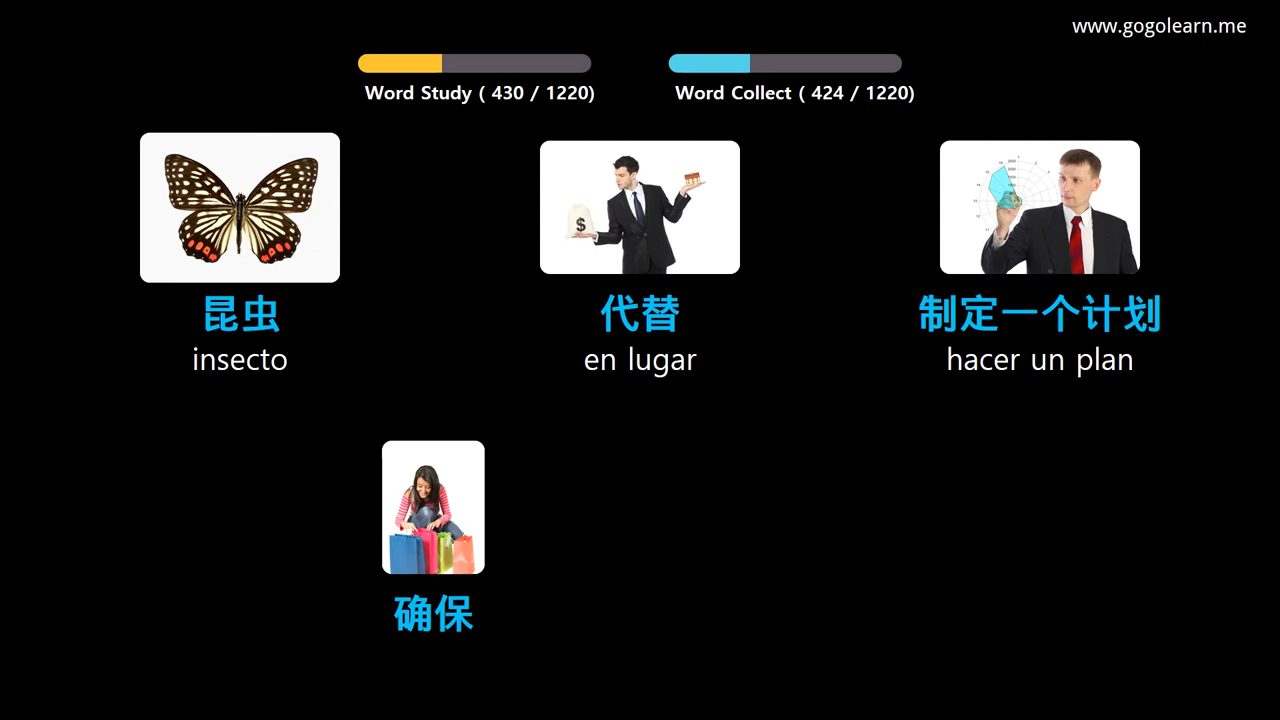 www.gogolearn.me
Word Study ( 430 / 1220)
Word Collect ( 424 / 1220)
昆虫
insecto
代替
en lugar
制定一个计划
hacer un plan
确保